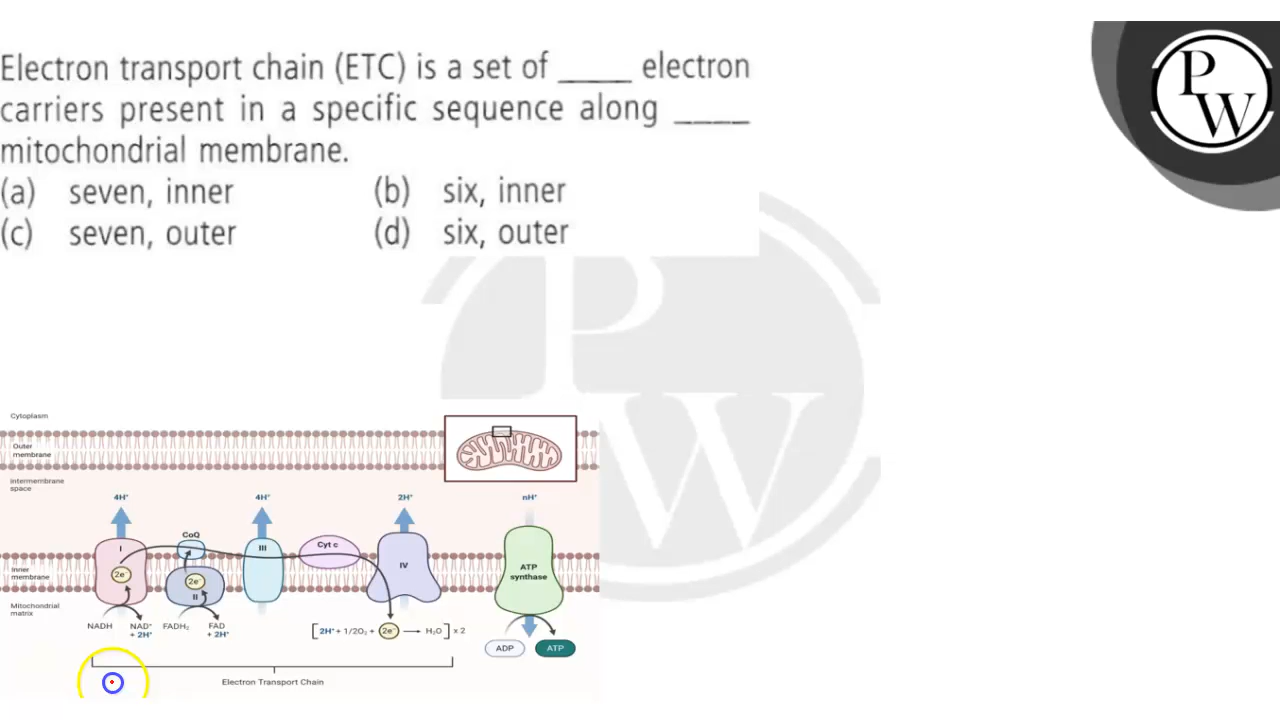 Electron transport chain (ETC) is a set of _____ electron
carriers present in a specific sequence along _____
mitochondrial membrane.
(a) seven, inner (b) six, inner
(c) seven, outer (d) six, outer
P
W
P
W
Cytoplasm
Outer
membrane
Intermembrane
space
4H⁺ 4H⁺ 2H⁺ nH⁺
CoQ
I III Cyt c IV
ATP
synthase
Inner
membrane
2e⁻ 2e⁻
II
Mitochondrial
matrix
NADH NAD⁺
+ 2H⁺
FADH₂ FAD
+ 2H⁺
[2H⁺ + 1/2O₂ + 2e⁻ → H₂O] x 2
ADP ATP
Electron Transport Chain